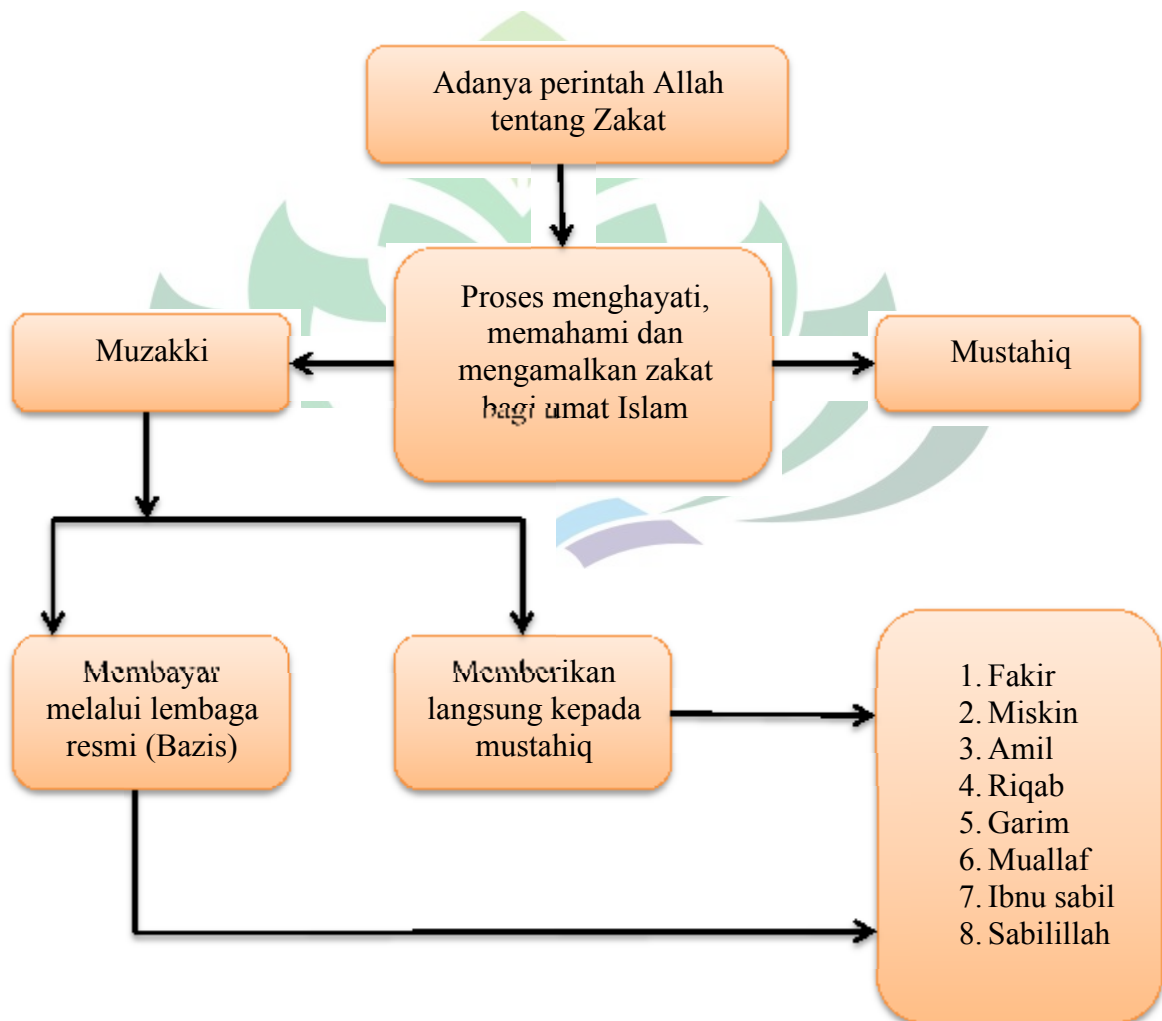 Adanya perintah Allah
tentang Zakat
Proses menghayati,
memahami dan
mengamalkan zakat
bagi umat Islam
Muzakki
Mustahiq
Membayar
melalui lembaga
resmi (Bazis)
Memberikan
langsung kepada
mustahiq
1. Fakir
2. Miskin
3. Amil
4. Riqab
5. Garim
6. Muallaf
7. Ibnu sabil
8. Sabilillah